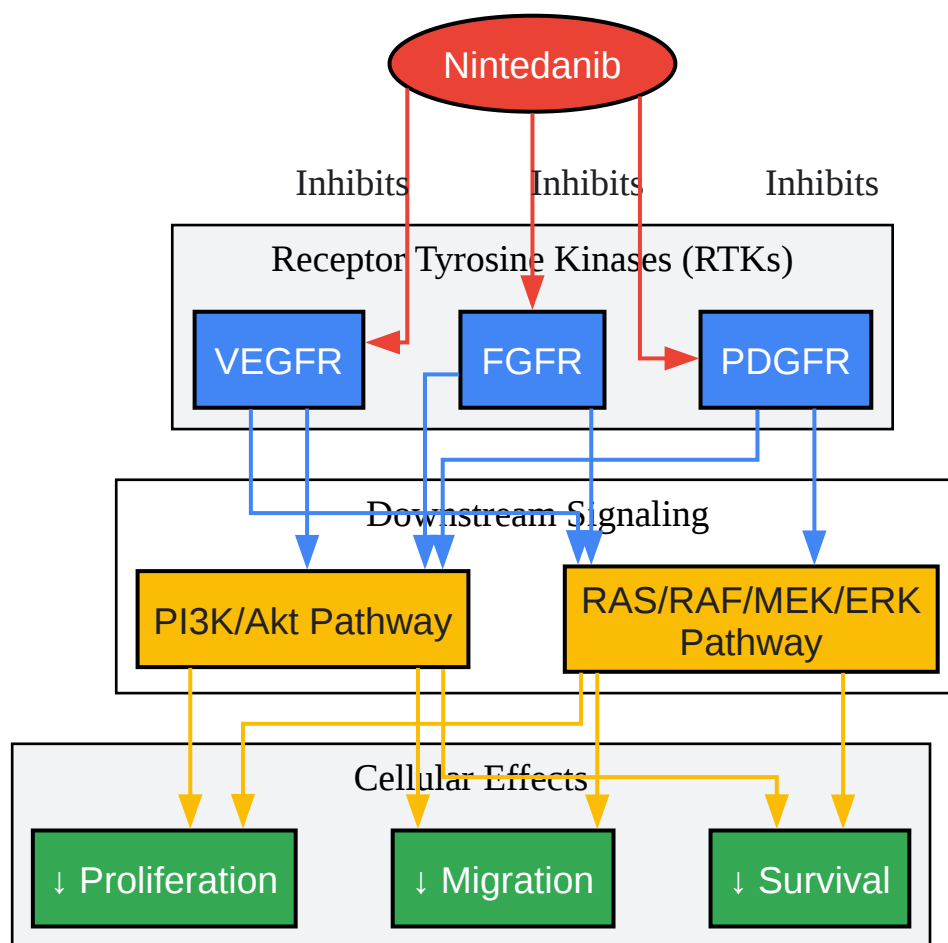 Nintedanib
Inhibits
Inhibits
Inhibits
Receptor Tyrosine Kinases (RTKs)
VEGFR
FGFR
PDGFR
Downstream Signaling
PI3K/Akt Pathway
RAS/RAF/MEK/ERK
Pathway
Cellular Effects
↓ Proliferation
↓ Migration
↓ Survival